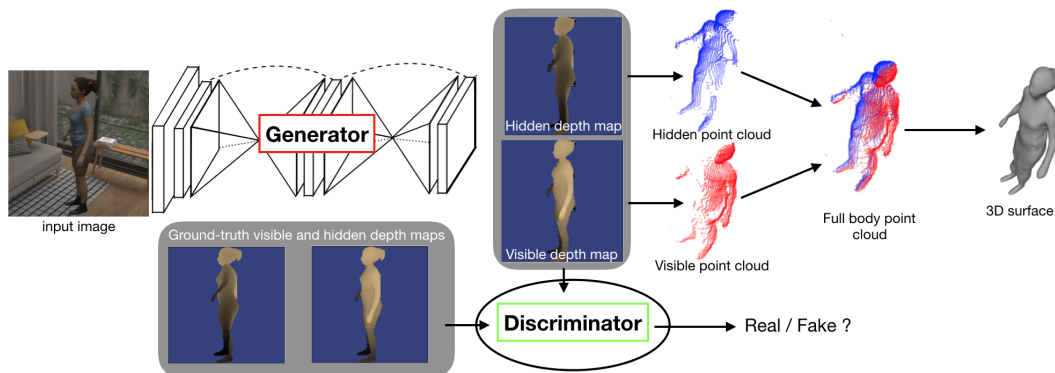 input image
Generator
Hidden depth map
Visible depth map
Hidden point cloud
Visible point cloud
Full body point
cloud
3D surface
Ground-truth visible and hidden depth maps
Discriminator
Real / Fake ?